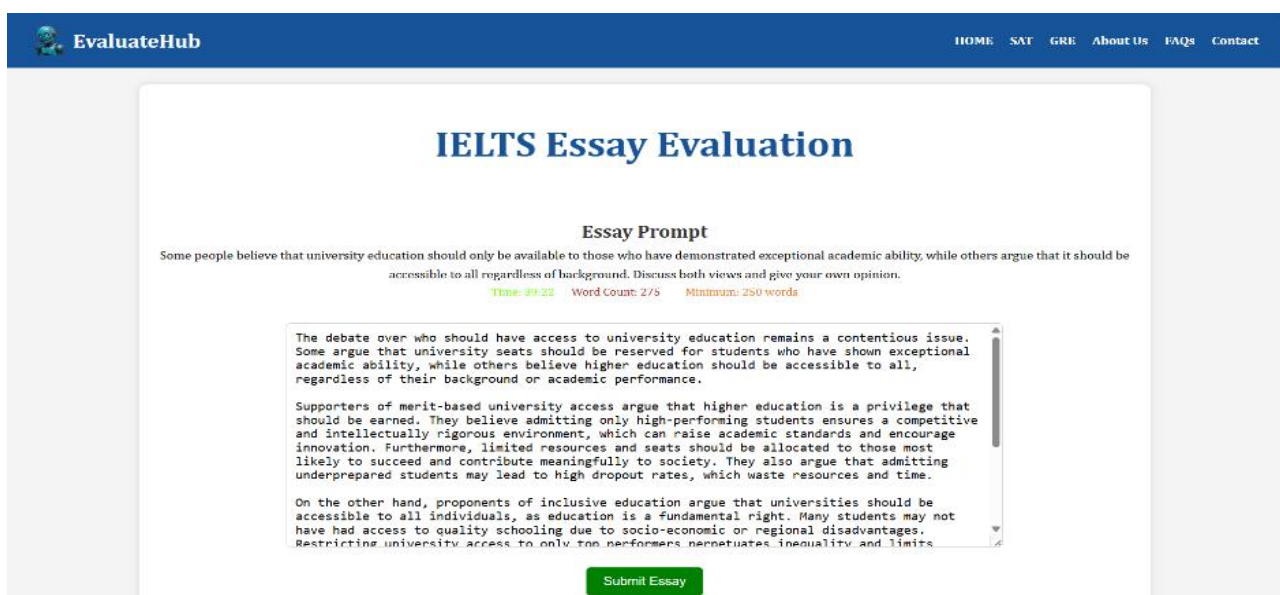 EvaluateHub
HOME SAT GRE About Us FAQs Contact
IELTS Essay Evaluation
Essay Prompt
Some people believe that university education should only be available to those who have demonstrated exceptional academic ability, while others argue that it should be
accessible to all regardless of background. Discuss both views and give your own opinion.
Time: 39:22 Word Count: 275 Minimum: 250 words
The debate over who should have access to university education remains a contentious issue.
Some argue that university seats should be reserved for students who have shown exceptional
academic ability, while others believe higher education should be accessible to all,
regardless of their background or academic performance.
Supporters of merit-based university access argue that higher education is a privilege that
should be earned. They believe admitting only high-performing students ensures a competitive
and intellectually rigorous environment, which can raise academic standards and encourage
innovation. Furthermore, limited resources and seats should be allocated to those most
likely to succeed and contribute meaningfully to society. They also argue that admitting
underprepared students may lead to high dropout rates, which waste resources and time.
On the other hand, proponents of inclusive education argue that universities should be
accessible to all individuals, as education is a fundamental right. Many students may not
have had access to quality schooling due to socio-economic or regional disadvantages.
Restricting university access to only top performers perpetuates inequality and limits
Submit Essay